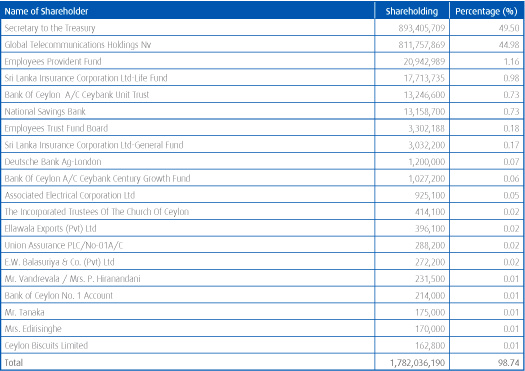 Name of Shareholder Shareholding Percentage (%)
Secretary to the Treasury 893,405,709 49.50
Global Telecommunications Holdings Nv 811,757,869 44.98
Employees Provident Fund 20,942,989 1.16
Sri Lanka Insurance Corporation Ltd-Life Fund 17,713,735 0.98
Bank Of Ceylon A/C Ceybank Unit Trust 13,246,600 0.73
National Savings Bank 13,158,700 0.73
Employees Trust Fund Board 3,302,188 0.18
Sri Lanka Insurance Corporation Ltd-General Fund 3,032,200 0.17
Deutsche Bank Ag-London 1,200,000 0.07
Bank Of Ceylon A/C Ceybank Century Growth Fund 1,027,200 0.06
Associated Electrical Corporation Ltd 925,100 0.05
The Incorporated Trustees Of The Church Of Ceylon 414,100 0.02
Ellawala Exports (Pvt) Ltd 396,100 0.02
Union Assurance PLC/No-01A/C 288,200 0.02
E.W. Balasuriya & Co. (Pvt) Ltd 272,200 0.02
Mr. Vandrevala / Mrs. P. Hiranandani 231,500 0.01
Bank of Ceylon No. 1 Account 214,000 0.01
Mr. Tanaka 175,000 0.01
Mrs. Edirisinghe 170,000 0.01
Ceylon Biscuits Limited 162,800 0.01
Total 1,782,036,190 98.74